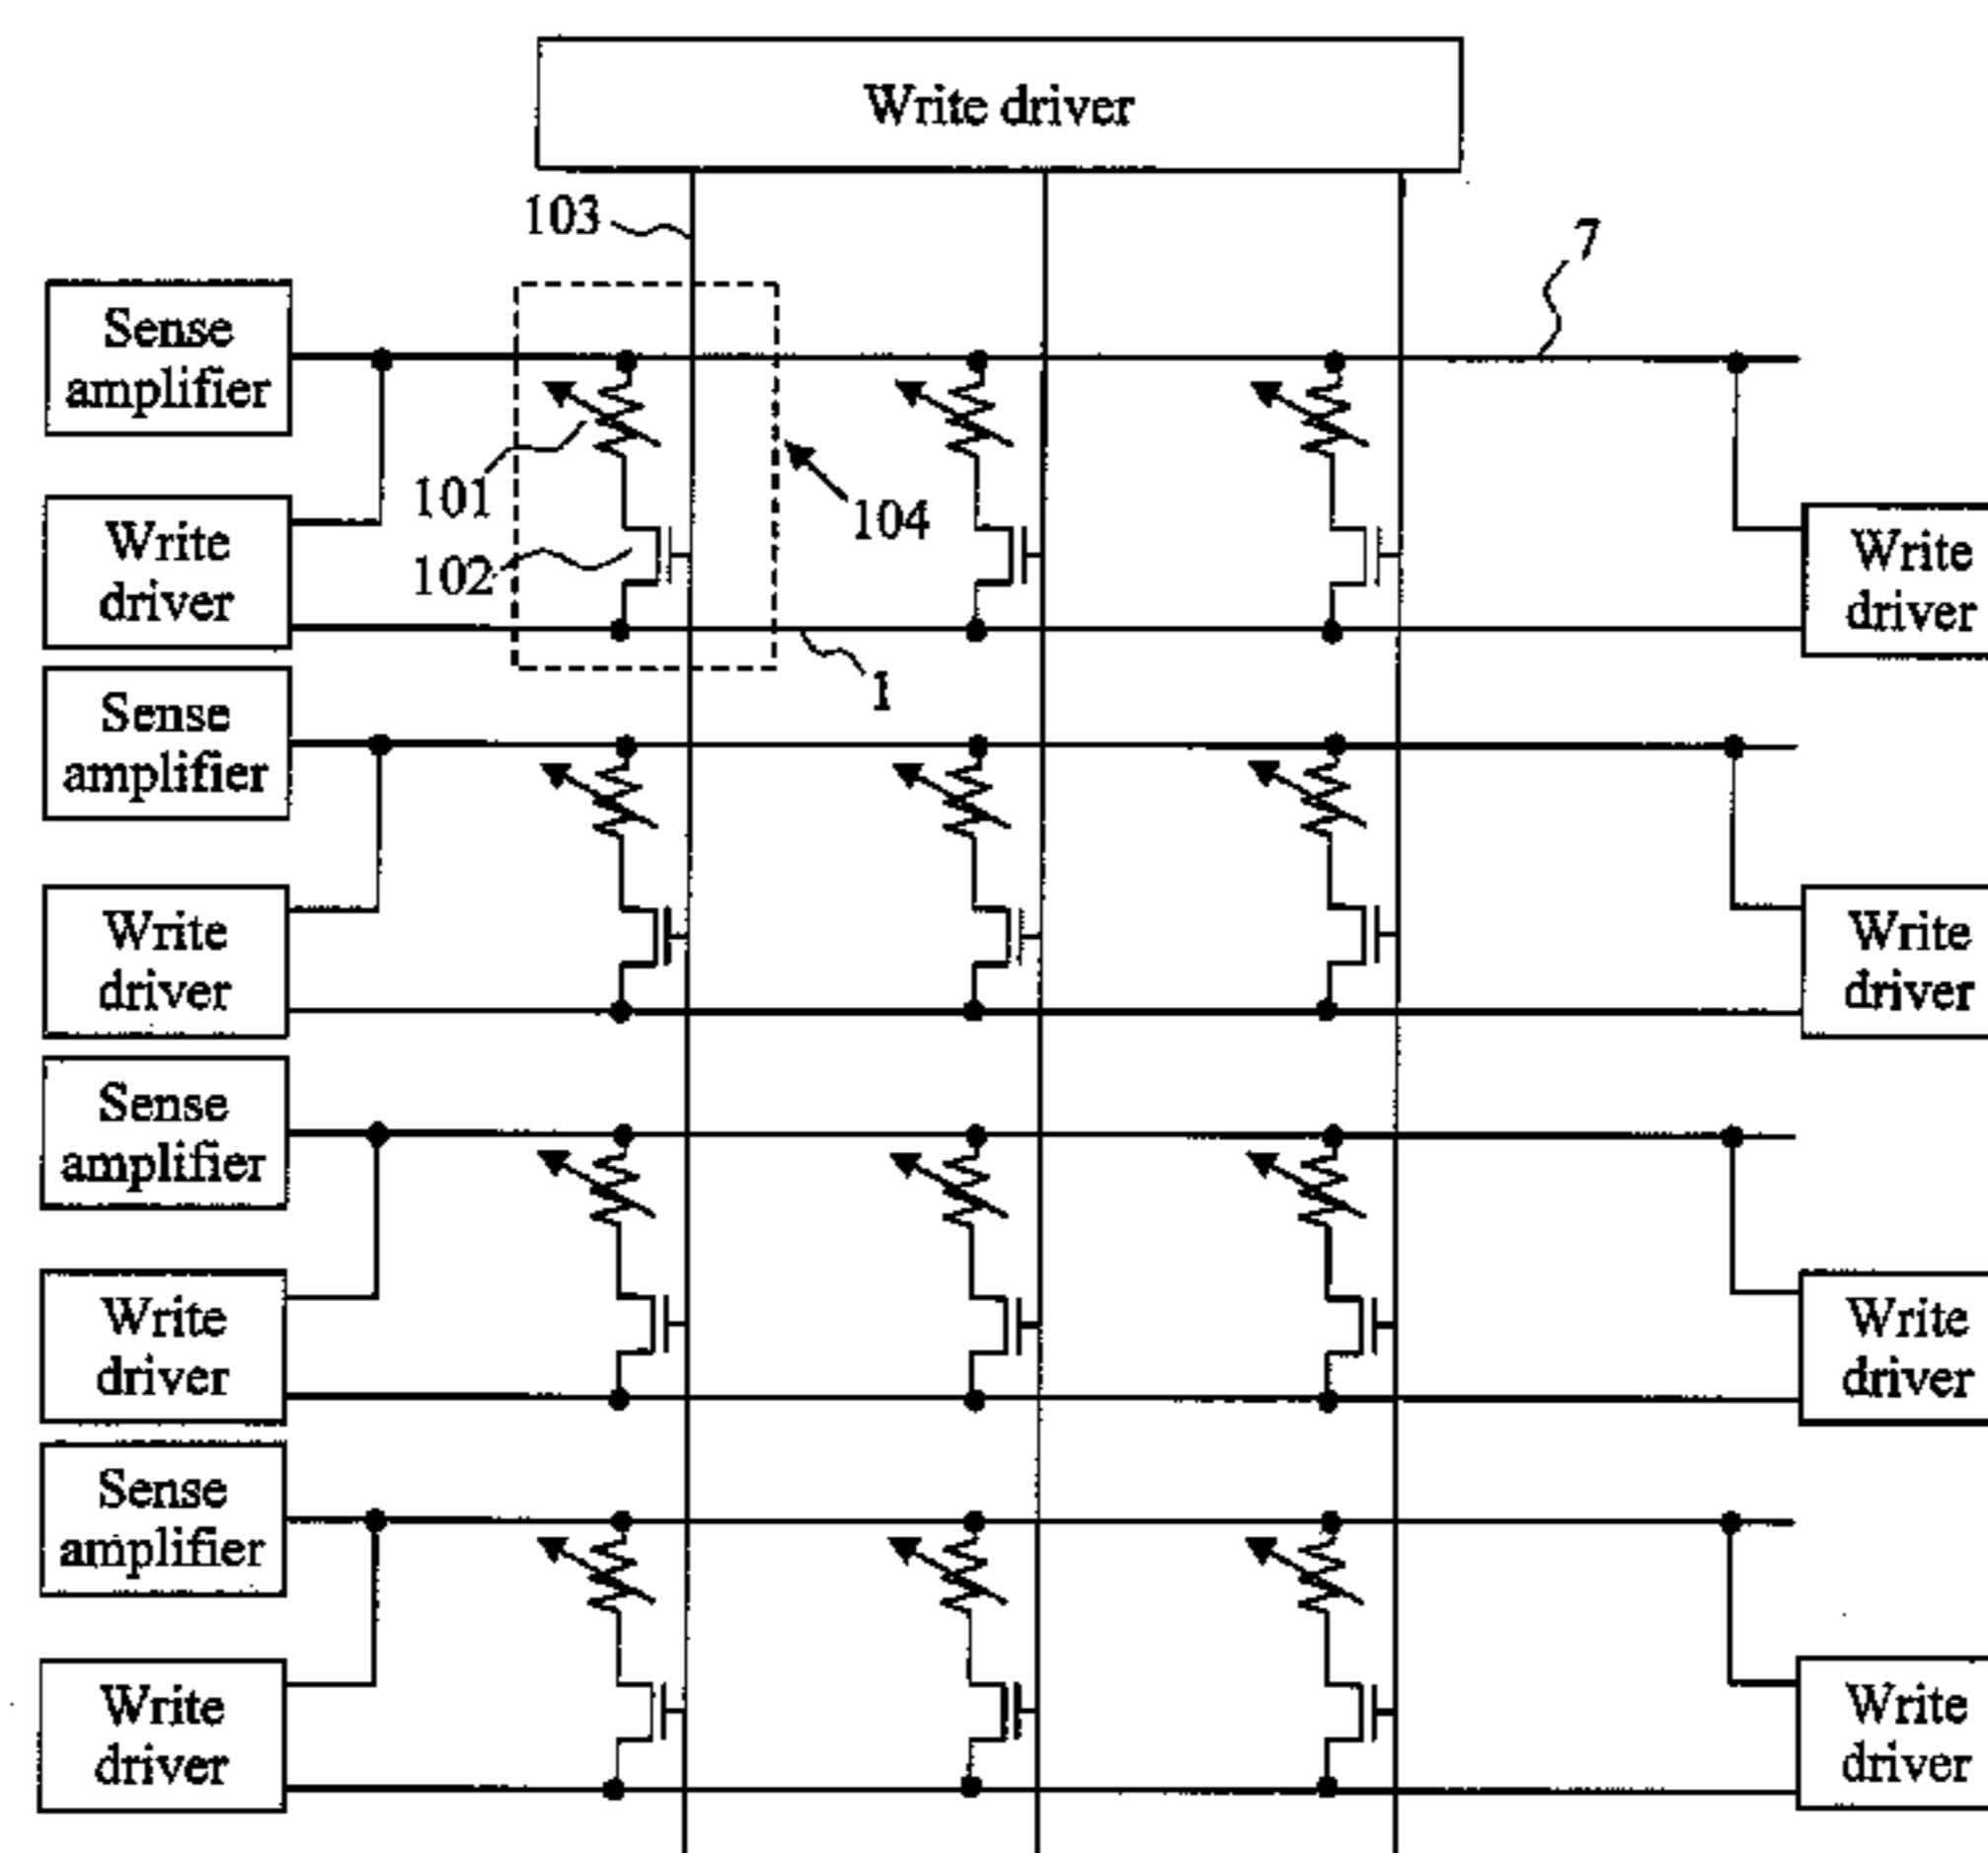 Write driver
103
7
Sense
amplifier
101
104
Write
driver
102
Write
driver
1
Sense
amplifier
Write
driver
Write
driver
Sense
amplifier
Write
driver
Write
driver
Sense
amplifier
Write
driver
Write
driver